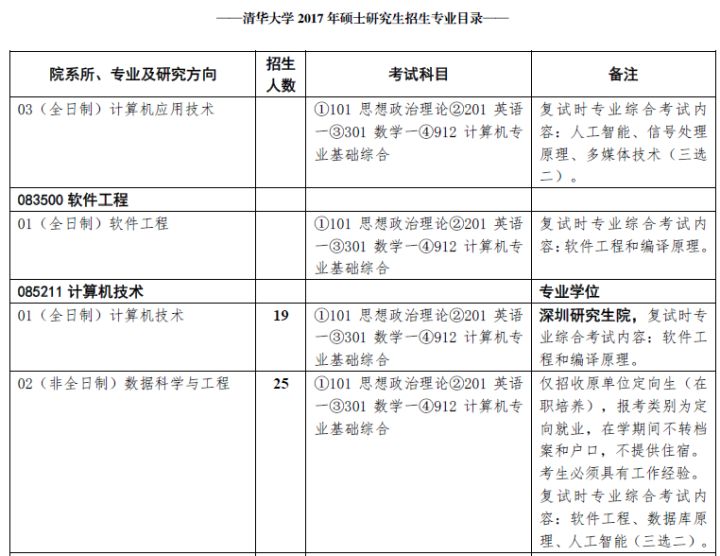 ——清华大学 2017 年硕士研究生招生专业目录——
院系所、专业及研究方向
招生
人数
考试科目
备注
03（全日制）计算机应用技术
①101 思想政治理论②201 英语
一③301 数学一④912 计算机专
业基础综合
复试时专业综合考试内
容：人工智能、信号处理
原理、多媒体技术（三选
二）。
083500 软件工程
01（全日制）软件工程
①101 思想政治理论②201 英语
一③301 数学一④912 计算机专
业基础综合
复试时专业综合考试内
容:软件工程和编译原理。
085211 计算机技术
专业学位
01（全日制）计算机技术
19
①101 思想政治理论②201 英语
一③301 数学一④912 计算机专
业基础综合
深圳研究生院，复试时专
业综合考试内容：软件工
程和编译原理。
02（非全日制）数据科学与工程
25
①101 思想政治理论②201 英语
一③301 数学一④912 计算机专
业基础综合
仅招收原单位定向生（在
职培养），报考类别为定
向就业，在学期间不转档
案和户口，不提供住宿。
考生必须具有工作经验。
复试时专业综合考试内
容：软件工程、数据库原
理、人工智能（三选二）。